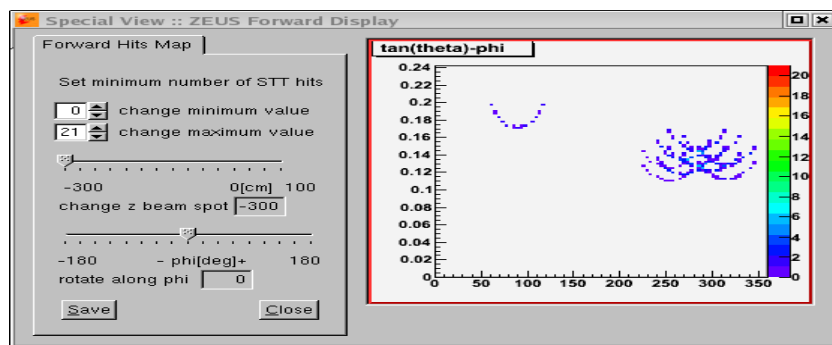 Special View :: ZEUS Forward Display
Forward Hits Map
Set minimum number of STT hits
0 change minimum value
21 change maximum value
-300 0[cm] 100
change z beam spot -300
-180 - phi[deg]+ 180
rotate along phi 0
Save Close
tan(theta)-phi
0.24
0.22
0.2
0.18
0.16
0.14
0.12
0.1
0.08
0.06
0.04
0.02
0
0 50 100 150 200 250 300 350
20
18
16
14
12
10
8
6
4
2
0